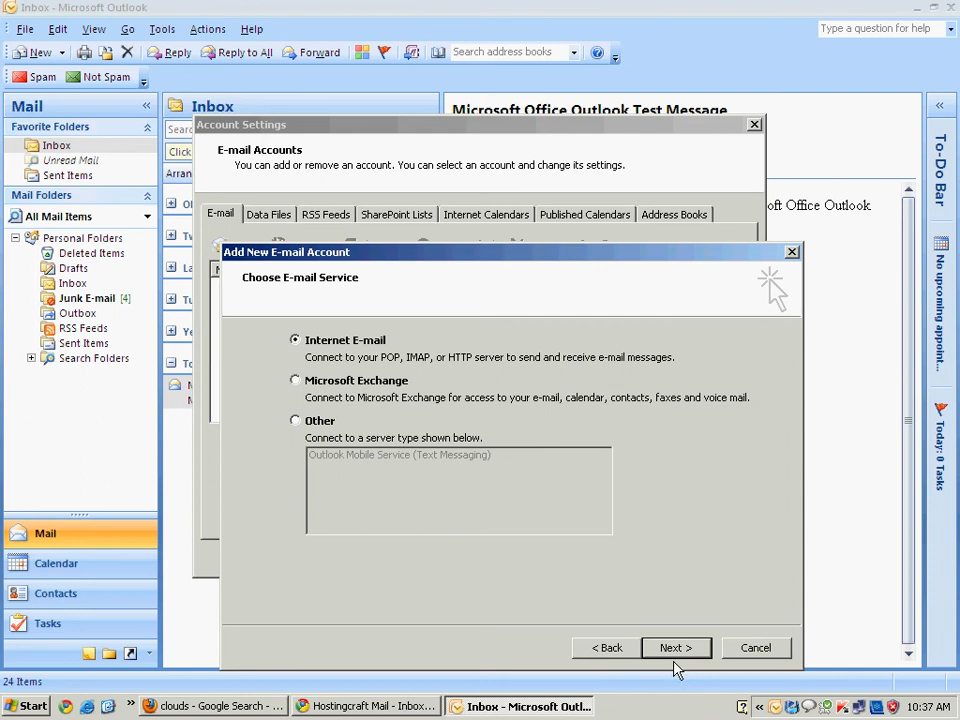 Inbox - Microsoft Outlook
File Edit View Go Tools Actions Help Type a question for help
New Reply Reply to All Forward Search address books
Spam Not Spam
Mail «
Favorite Folders
Inbox
Unread Mail
Sent Items
Mail Folders
All Mail Items
Personal Folders
Deleted Items
Drafts
Inbox
Junk E-mail [4]
Outbox
RSS Feeds
Sent Items
Search Folders
Mail
Calendar
Contacts
Tasks
Inbox
Microsoft Office Outlook Test Message
oft Office Outlook
Account Settings
E-mail Accounts
You can add or remove an account. You can select an account and change its settings.
E-mail Data Files RSS Feeds SharePoint Lists Internet Calendars Published Calendars Address Books
Add New E-mail Account
Choose E-mail Service
Internet E-mail
Connect to your POP, IMAP, or HTTP server to send and receive e-mail messages.
Microsoft Exchange
Connect to Microsoft Exchange for access to your e-mail, calendar, contacts, faxes and voice mail.
Other
Connect to a server type shown below.
Outlook Mobile Service (Text Messaging)
< Back Next > Cancel
«
To-Do Bar
No upcoming appoint...
Today: 0 Tasks
24 Items
Start » clouds - Google Search - ... Hostingcraft Mail - Inbox... Inbox - Microsoft Outl... « 10:37 AM